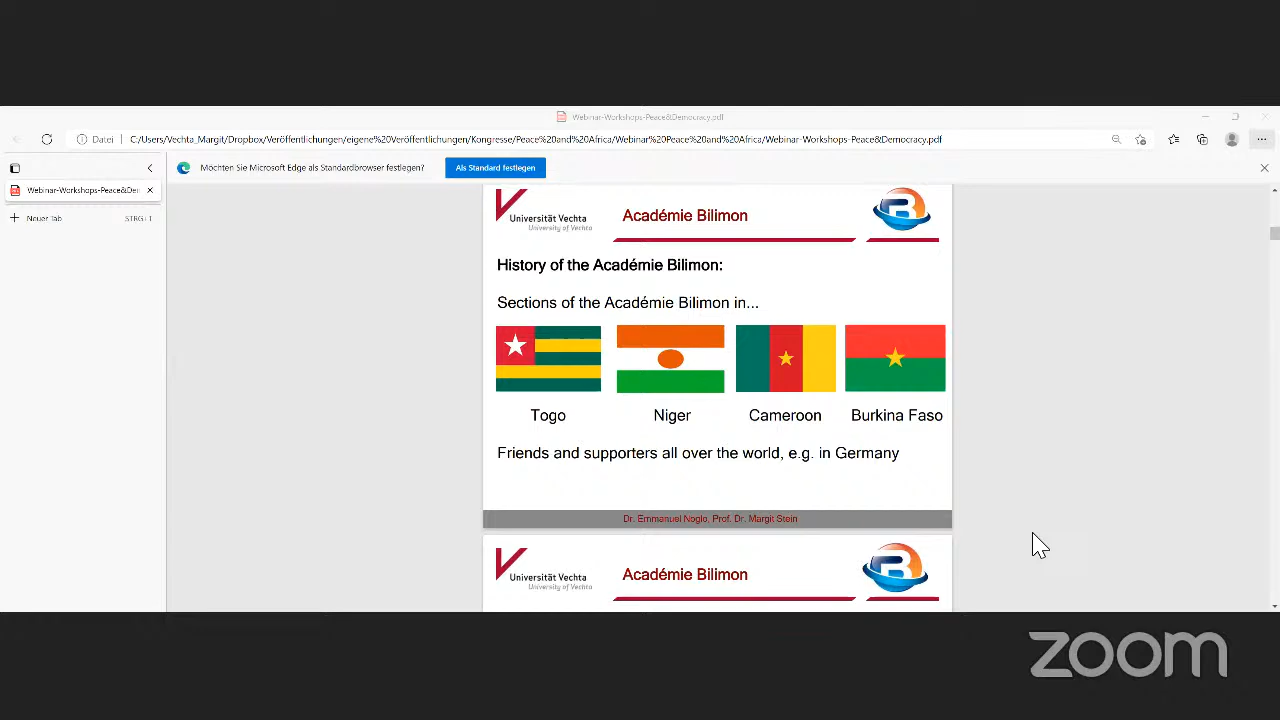 Webinar-Workshops-Peace&Democracy.pdf
Datei C:/Users/Vechta_Margit/Dropbox/Veröffentlichungen/eigene%20Veröffentlichungen/Kongresse/Peace%20and%20Africa/Webinar%20Peace%20and%20Africa/Webinar-Workshops-Peace&Democracy.pdf
Möchten Sie Microsoft Edge als Standardbrowser festlegen? Als Standard festlegen
Webinar-Workshops-Peace&De
Neuer Tab STRG+T
Universität Vechta
University of Vechta
Académie Bilimon
B
History of the Académie Bilimon:
Sections of the Académie Bilimon in...
Togo Niger Cameroon Burkina Faso
Friends and supporters all over the world, e.g. in Germany
Dr. Emmanuel Noglo, Prof. Dr. Margit Stein
Universität Vechta
University of Vechta
Académie Bilimon
B
zoom